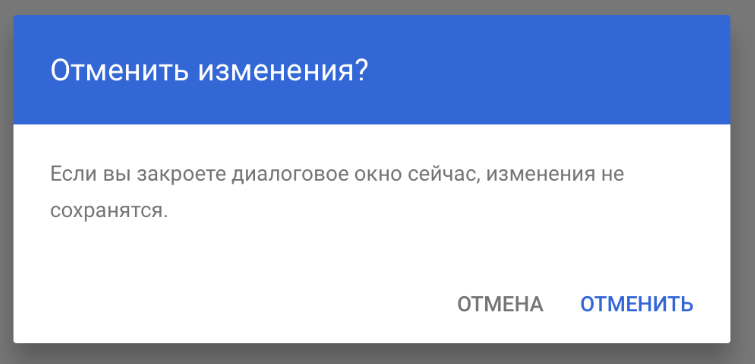 Отменить изменения?
Если вы закроете диалоговое окно сейчас, изменения не
сохранятся.
ОТМЕНА ОТМЕНИТЬ